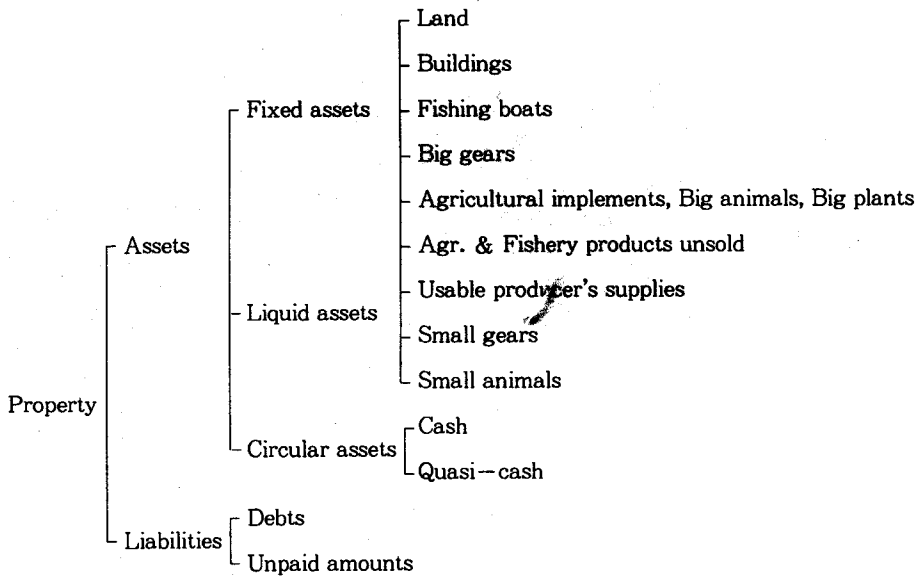 Property
Assets
Fixed assets
Land
Buildings
Fishing boats
Big gears
Agricultural implements, Big animals, Big plants
Liquid assets
Agr. & Fishery products unsold
Usable producer's supplies
Small gears
Small animals
Circular assets
Cash
Quasi-cash
Liabilities
Debts
Unpaid amounts